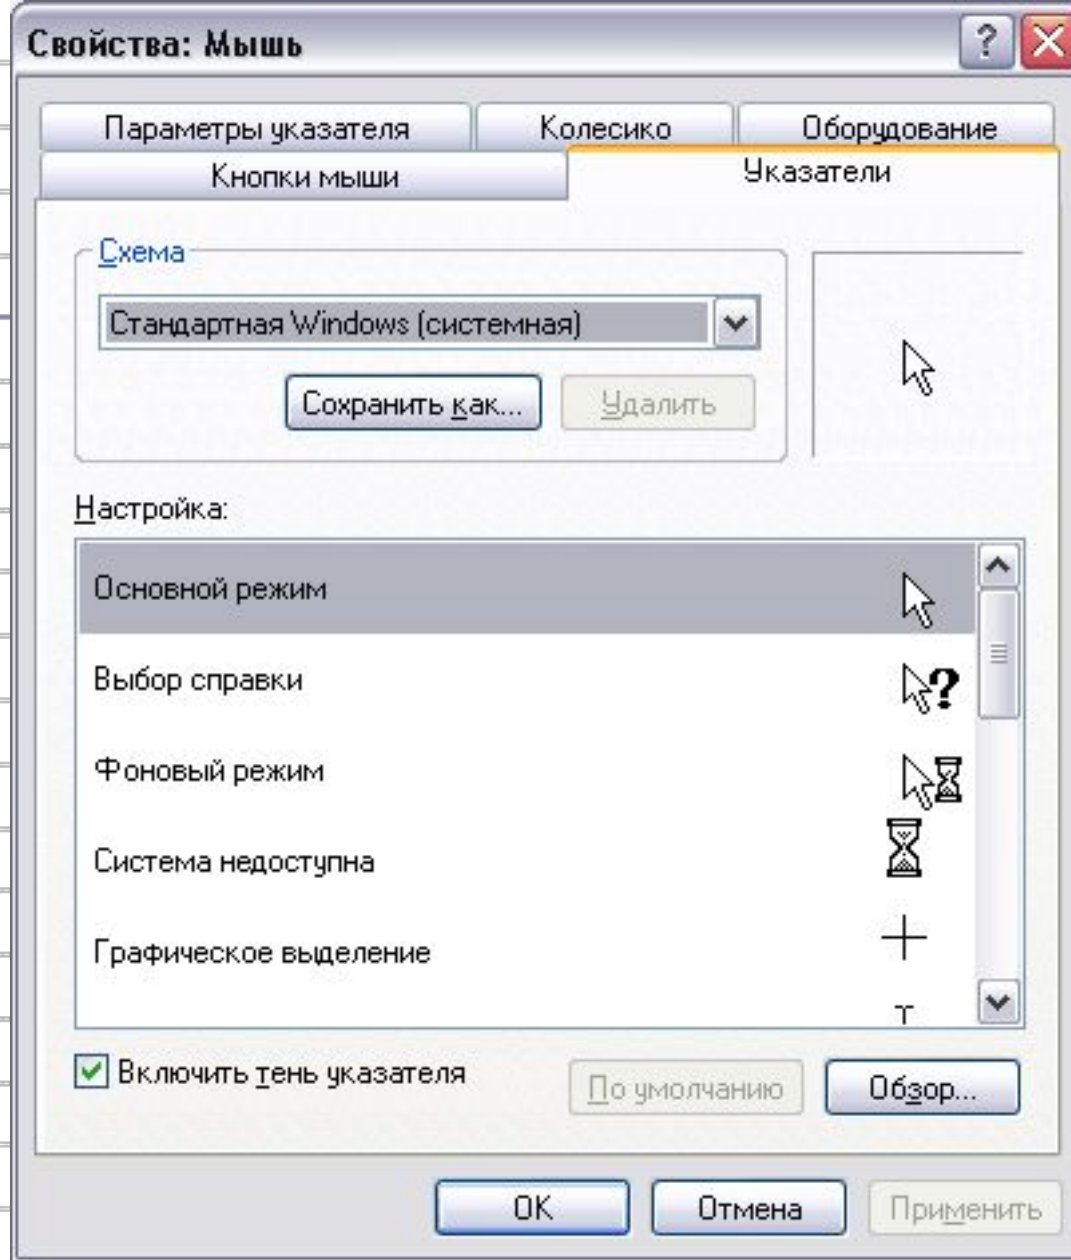 Свойства: Мышь
Параметры указателя Колесико Оборудование
Кнопки мыши Указатели
Схема
Стандартная Windows (системная)
Сохранить как... Удалить
Настройка:
Основной режим
Выбор справки
Фоновый режим
Система недоступна
Графическое выделение
Включить тень указателя
По умолчанию Обзор...
OK Отмена Применить